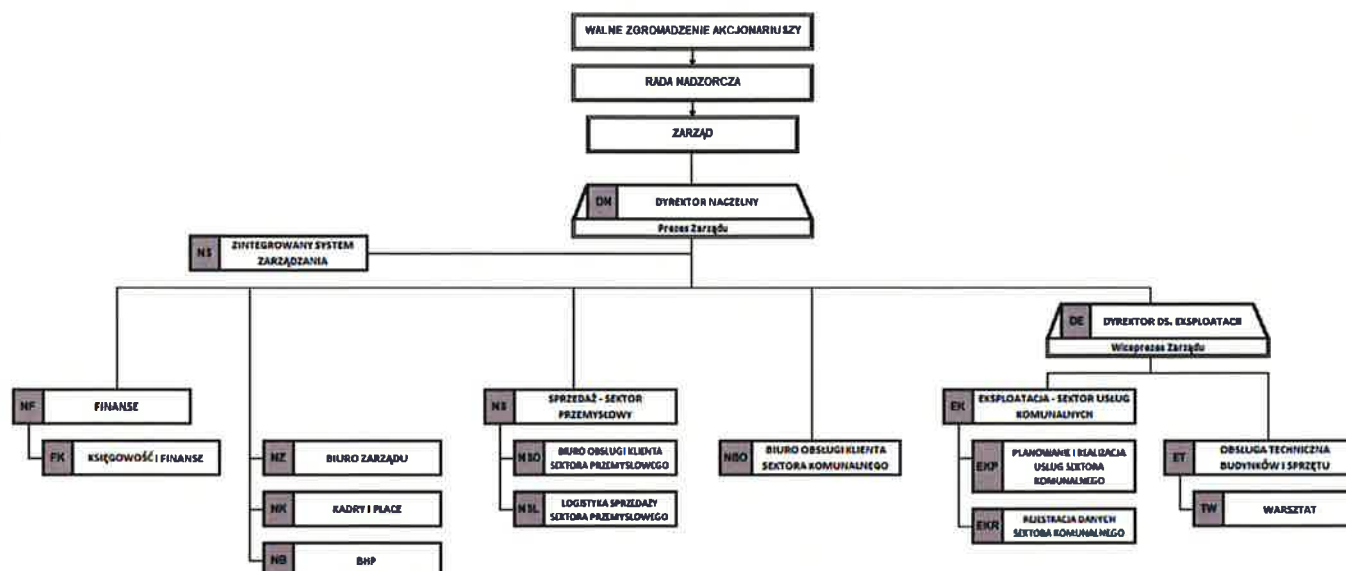 WALNE ZGROMADZENIE AKCJONARIUSZY
RADA NADZORCZA
ZARZĄD
DN
DYREKTOR NACZELNY
Prezes Zarządu
NS
ZINTEGROWANY SYSTEM
ZARZĄDZANIA
DE
DYREKTOR DS. EKSPLOATACJI
Wiceprezes Zarządu
NF
FINANSE
FK
KSIĘGOWOŚĆ I FINANSE
NZ
BIURO ZARZĄDU
NK
KADRY I PŁACE
NB
BHP
NS
SPRZEDAŻ - SEKTOR
PRZEMYSŁOWY
NSO
BIURO OBSŁUGI KLIENTA
SEKTORA PRZEMYSŁOWEGO
NSL
LOGISTYKA SPRZEDAŻY
SEKTORA PRZEMYSŁOWEGO
NBO
BIURO OBSŁUGI KLIENTA
SEKTORA KOMUNALNEGO
EK
EKSPLOATACJA - SEKTOR USŁUG
KOMUNALNYCH
EKP
PLANOWANIE I REALIZACJA
USŁUG SEKTORA
KOMUNALNEGO
EKR
REJESTRACJA DANYCH
SEKTORA KOMUNALNEGO
ET
OBSŁUGA TECHNICZNA
BUDYNKÓW I SPRZĘTU
TW
WARSZTAT